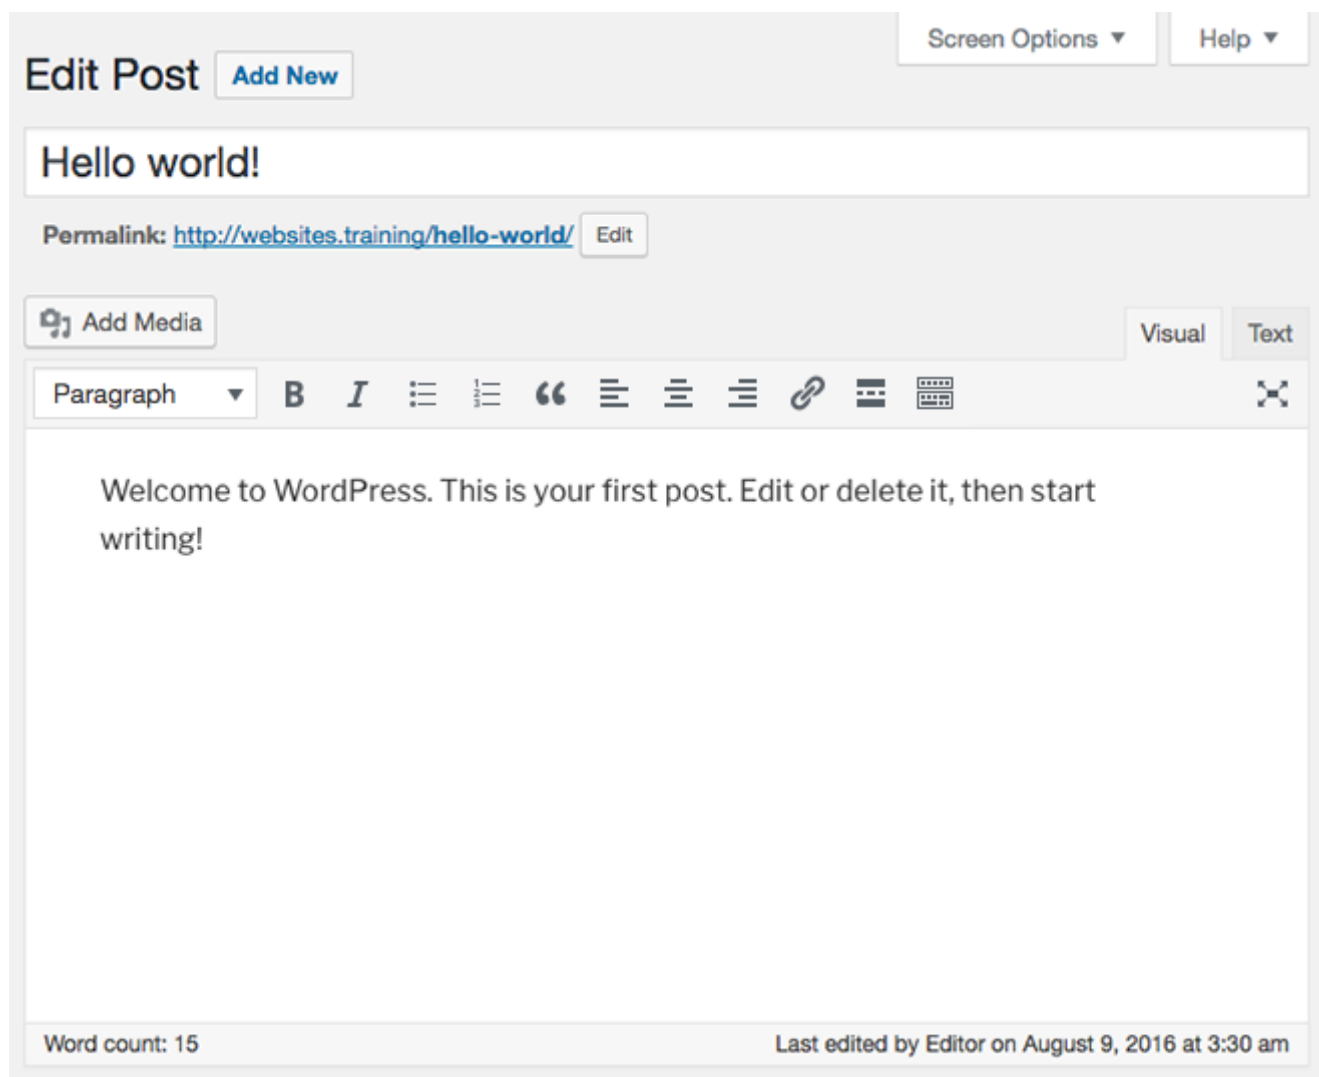 Screen Options
Help
Edit Post
Add New
Hello world!
Permalink: http://websites.training/hello-world/ Edit
Add Media
Visual
Text
Paragraph
Welcome to WordPress. This is your first post. Edit or delete it, then start
writing!
Word count: 15
Last edited by Editor on August 9, 2016 at 3:30 am